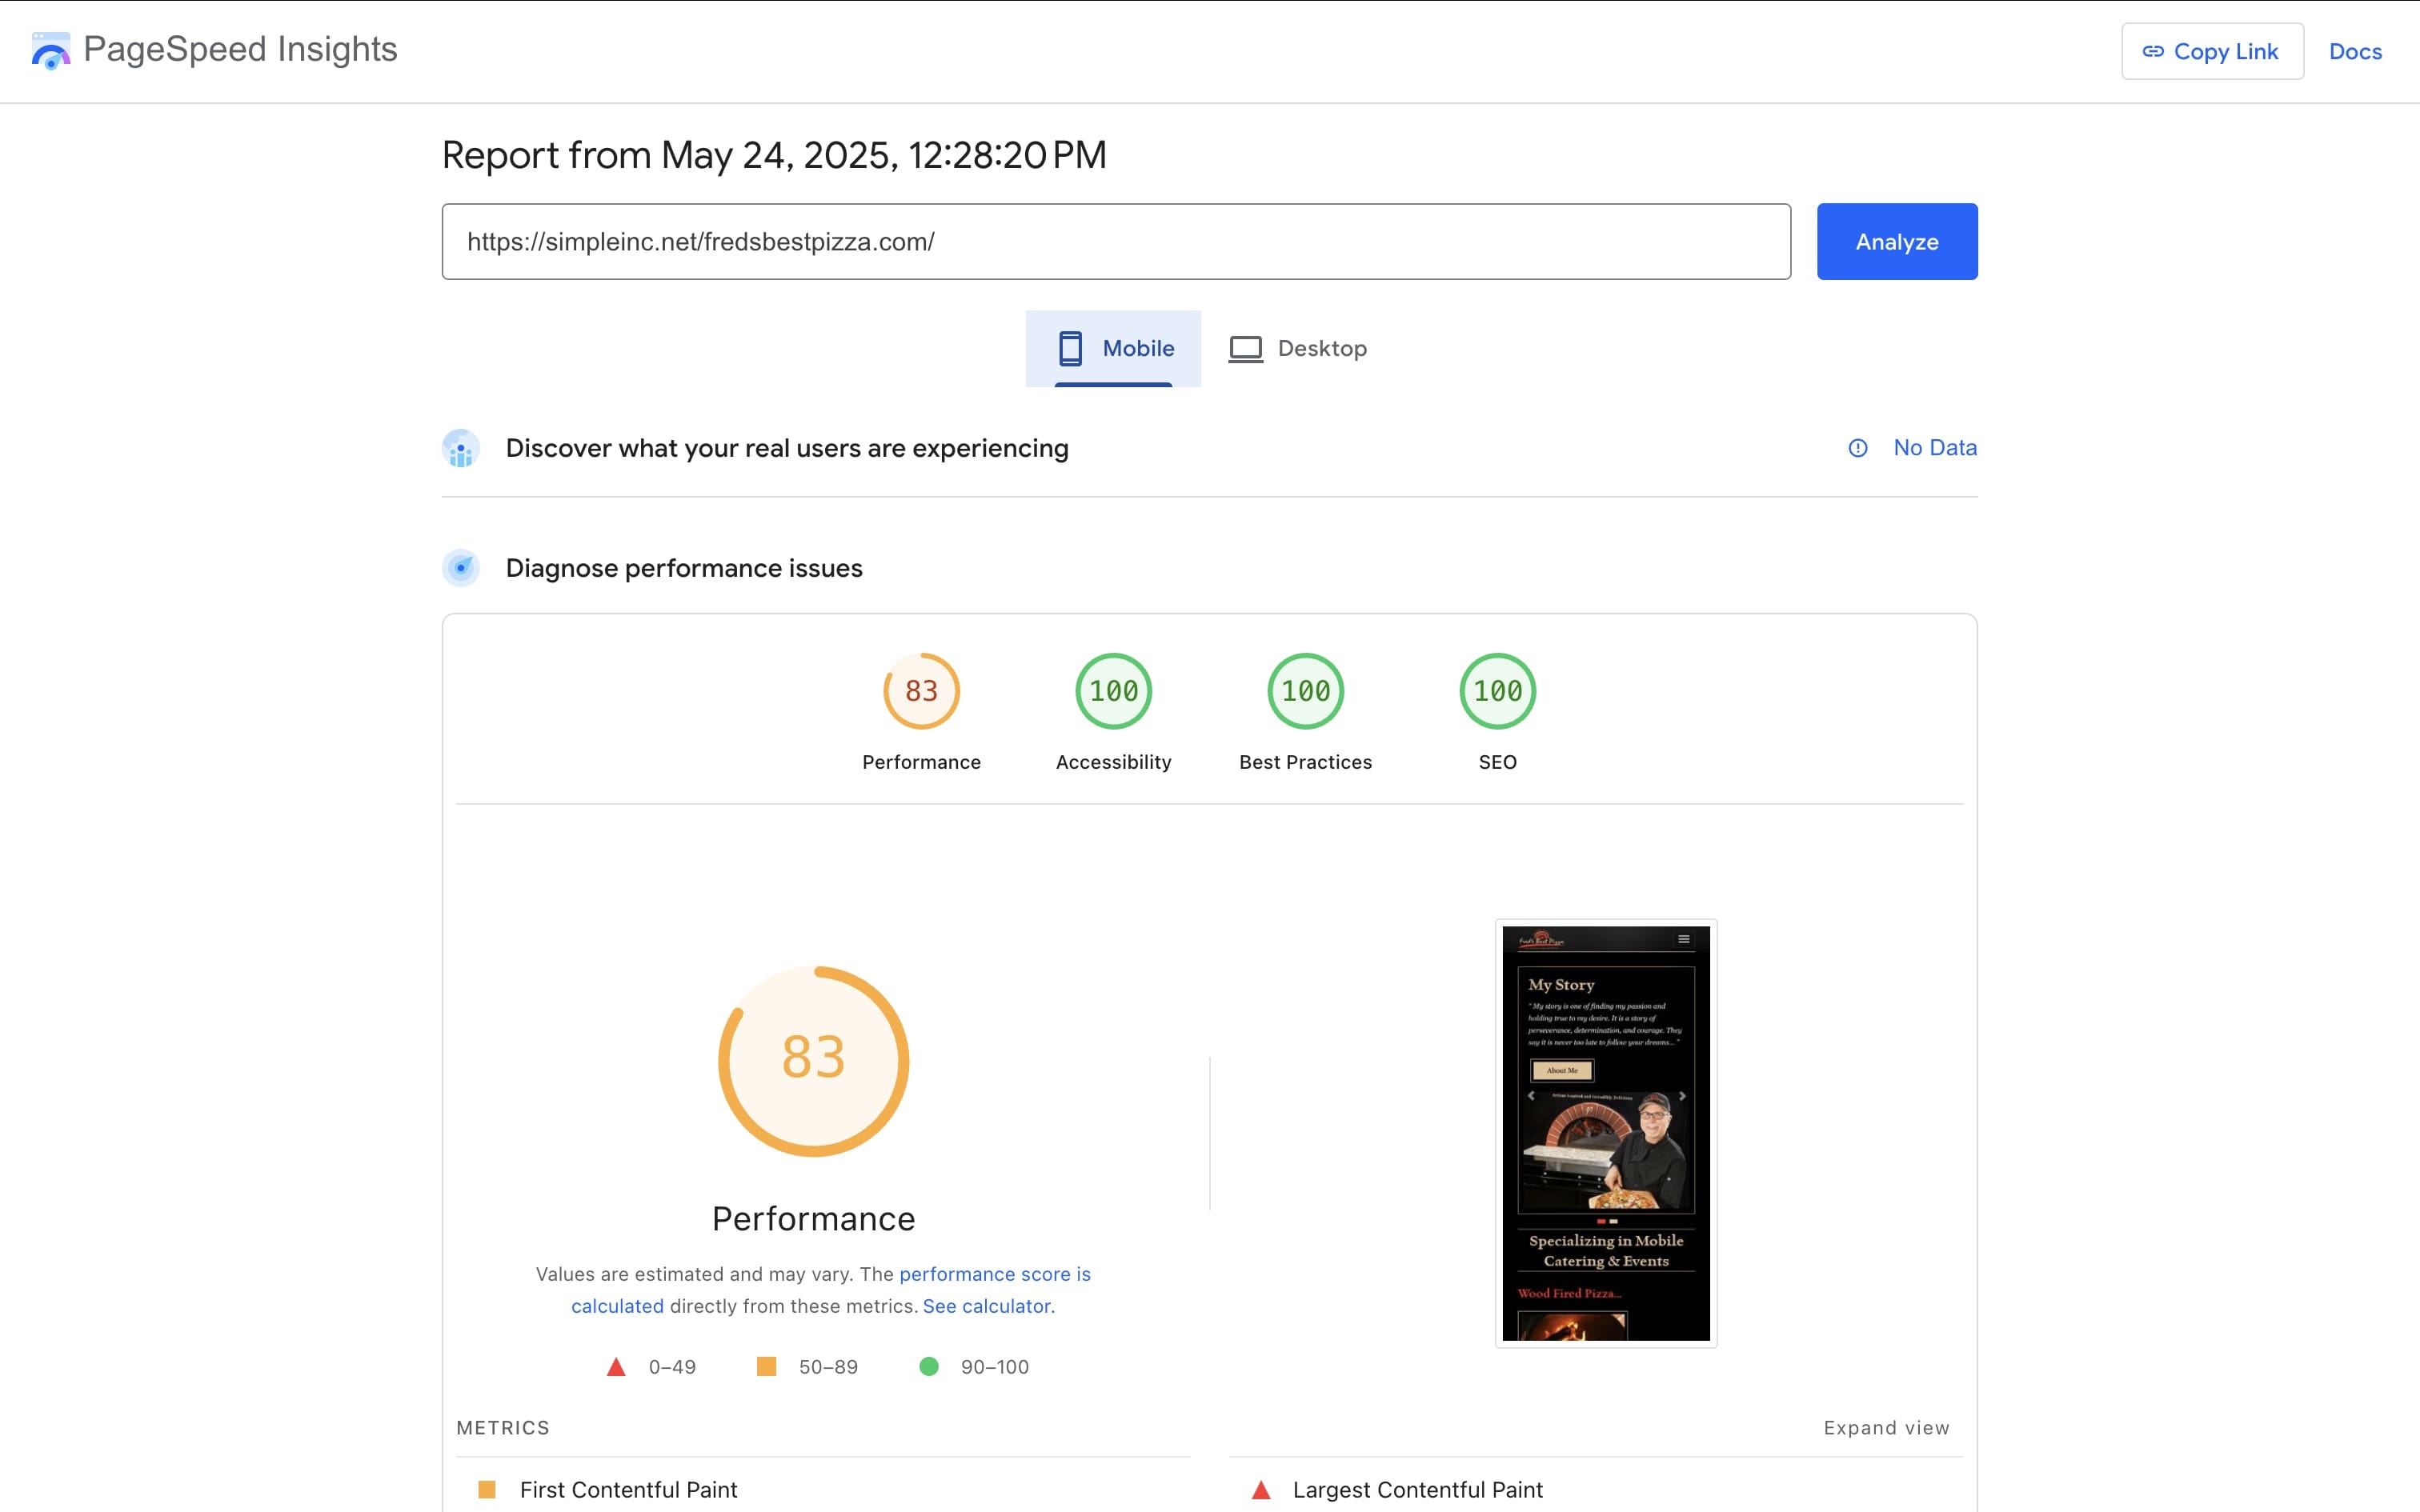 PageSpeed Insights
Copy Link
Docs
Report from May 24, 2025, 12:28:20 PM
https://simpleinc.net/fredsbestpizza.com/
Analyze
Mobile
Desktop
Discover what your real users are experiencing
No Data
Diagnose performance issues
83
100
100
100
Performance
Accessibility
Best Practices
SEO
83
Performance
Values are estimated and may vary. The performance score is
calculated directly from these metrics. See calculator.
0–49
50–89
90–100
Fred's Best Pizza
My Story
"My story is one of finding my passion and
holding true to my desire. It is a story of
perseverance, determination, and courage. They
say it is never too late to follow your dreams... "
About Me
Specializing in Mobile
Catering & Events
Wood Fired Pizza...
METRICS
Expand view
First Contentful Paint
Largest Contentful Paint